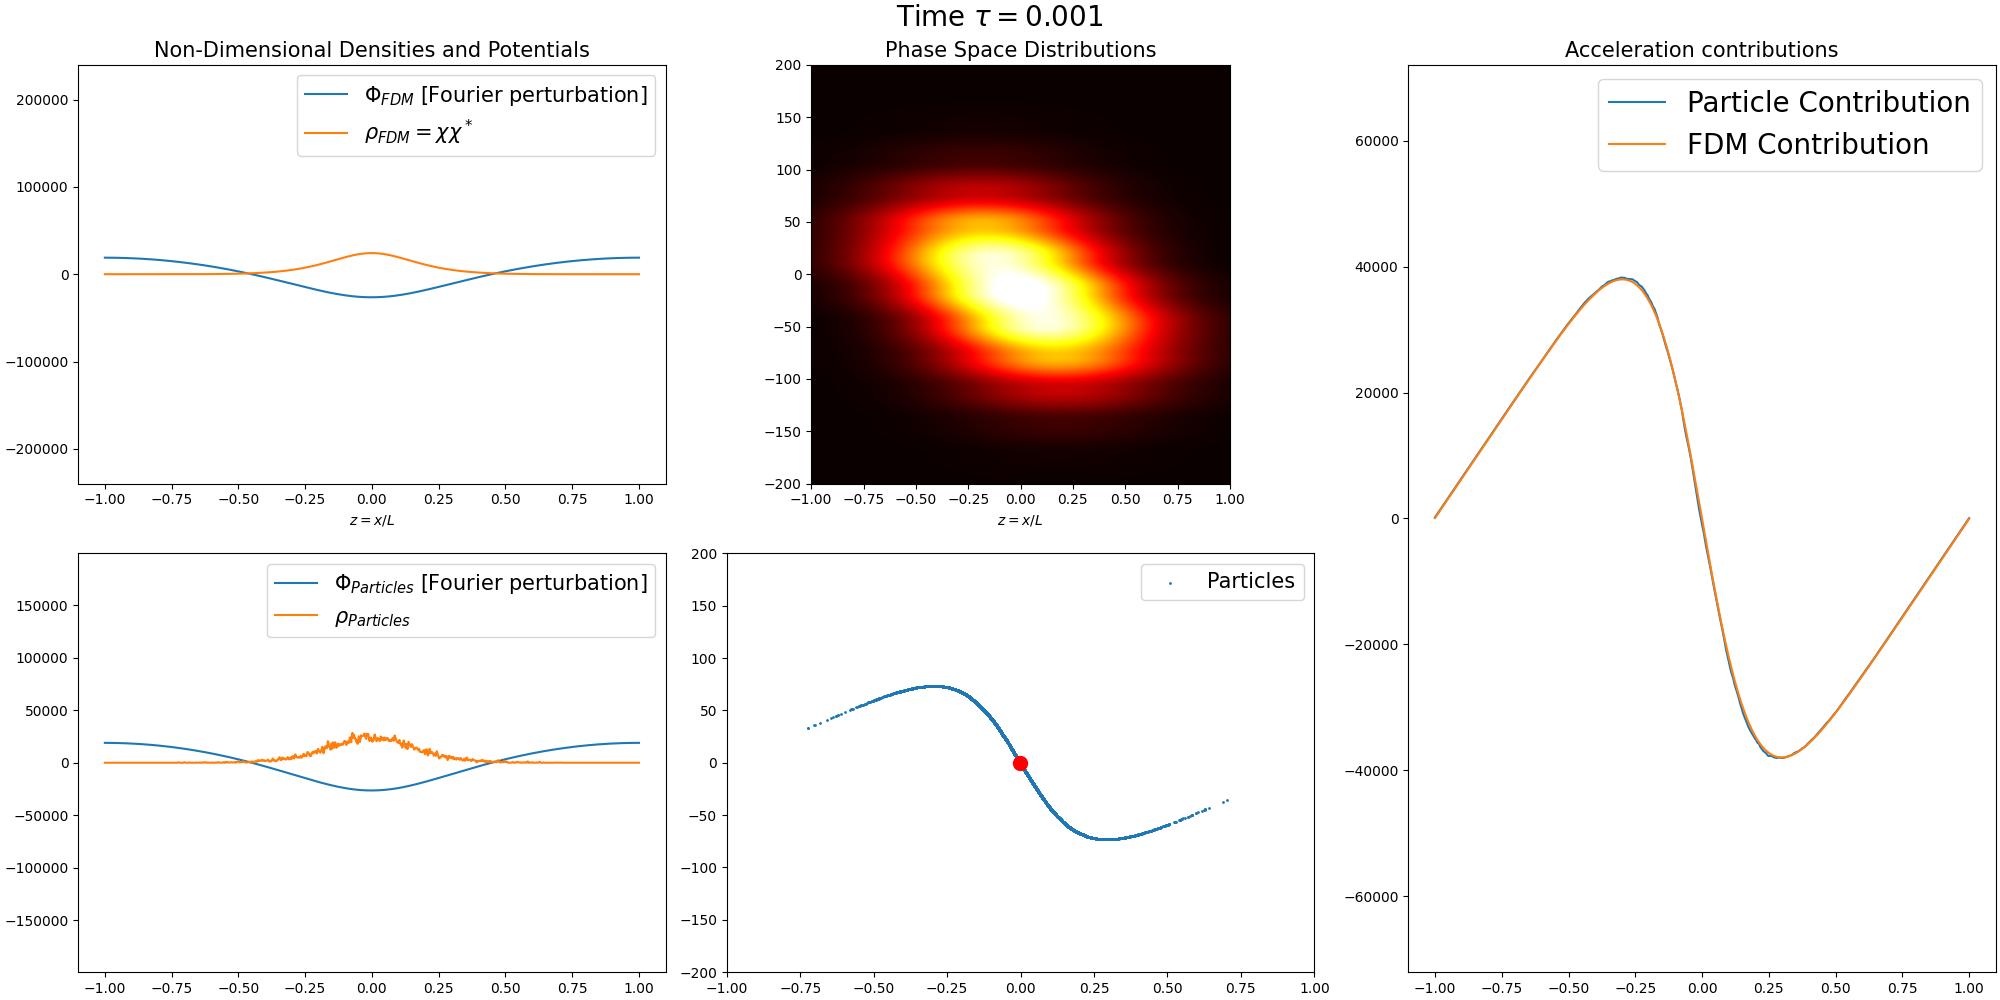 Time τ = 0.001
Non-Dimensional Densities and Potentials
Φ_FDM [Fourier perturbation]
ρ_FDM = χχ*
200000
100000
0
−100000
−200000
−1.00 −0.75 −0.50 −0.25 0.00 0.25 0.50 0.75 1.00
z = x/L
Phase Space Distributions
200
150
100
50
0
−50
−100
−150
−200
−1.00 −0.75 −0.50 −0.25 0.00 0.25 0.50 0.75 1.00
z = x/L
Acceleration contributions
Particle Contribution
FDM Contribution
60000
40000
20000
0
−20000
−40000
−60000
−1.00 −0.75 −0.50 −0.25 0.00 0.25 0.50 0.75 1.00
Φ_Particles [Fourier perturbation]
ρ_Particles
150000
100000
50000
0
−50000
−100000
−150000
−1.00 −0.75 −0.50 −0.25 0.00 0.25 0.50 0.75 1.00
Particles
200
150
100
50
0
−50
−100
−150
−200
−1.00 −0.75 −0.50 −0.25 0.00 0.25 0.50 0.75 1.00